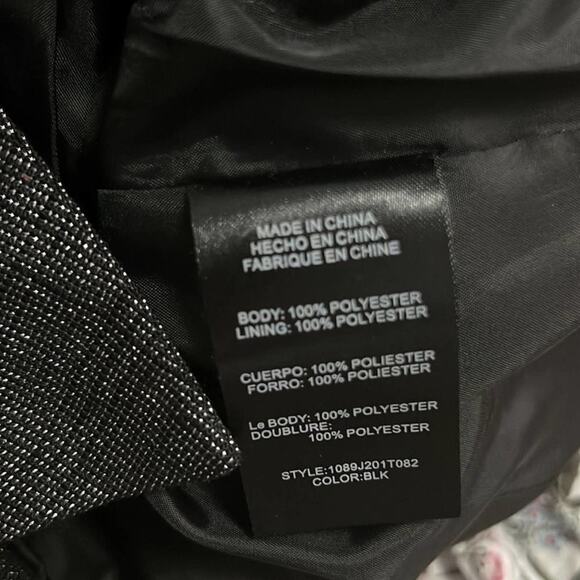 MADE IN CHINA
HECHO EN CHINA
FABRIQUE EN CHINE
BODY: 100% POLYESTER
LINING: 100% POLYESTER
CUERPO: 100% POLIESTER
FORRO: 100% POLIESTER
Le BODY: 100% POLYESTER
DOUBLURE: 100% POLYESTER
STYLE:1089J201T082
COLOR:BLK